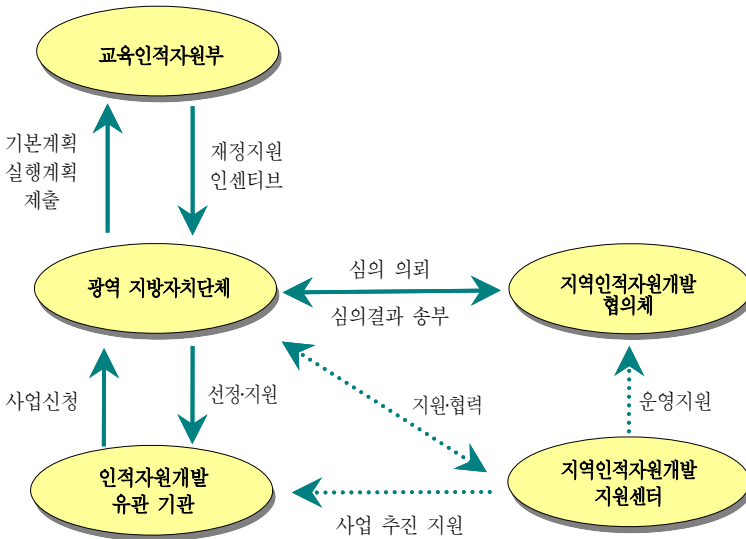 교육인적자원부
기본계획
실행계획
제출
재정지원
인센티브
광역 지방자치단체
심의 의뢰
심의결과 송부
지역인적자원개발
협의체
사업신청
선정·지원
지원·협력
운영지원
인적자원개발
유관 기관
사업 추진 지원
지역인적자원개발
지원센터